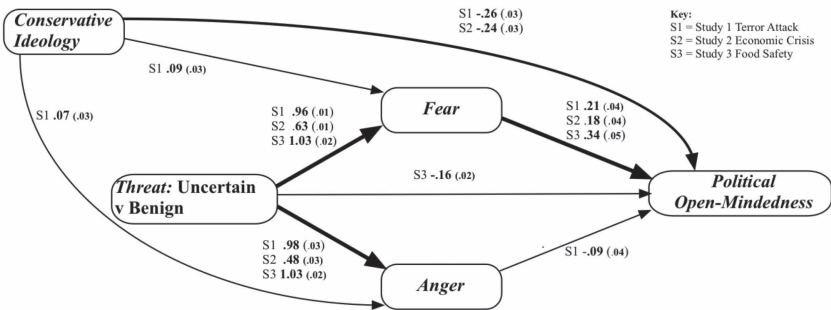 Conservative
Ideology
S1 -.26 (.03)
S2 -.24 (.03)
Key:
S1 = Study 1 Terror Attack
S2 = Study 2 Economic Crisis
S3 = Study 3 Food Safety
S1 .09 (.03)
S1 .07 (.03)
S1 .96 (.01)
S2 .63 (.01)
S3 1.03 (.02)
Fear
S1 .21 (.04)
S2 .18 (.04)
S3 .34 (.05)
Threat: Uncertain
v Benign
S3 -.16 (.02)
Political
Open-Mindedness
S1 .98 (.03)
S2 .48 (.03)
S3 1.03 (.02)
Anger
S1 -.09 (.04)